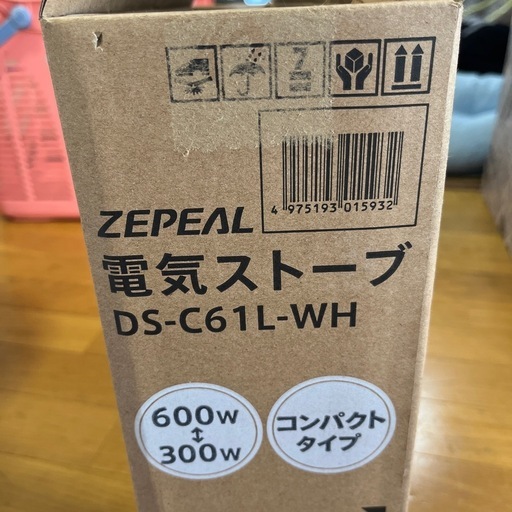 4 975193 015932
ZEPEAL
電気ストーブ
DS-C61L-WH
600W
↕
300W
コンパクト
タイプ